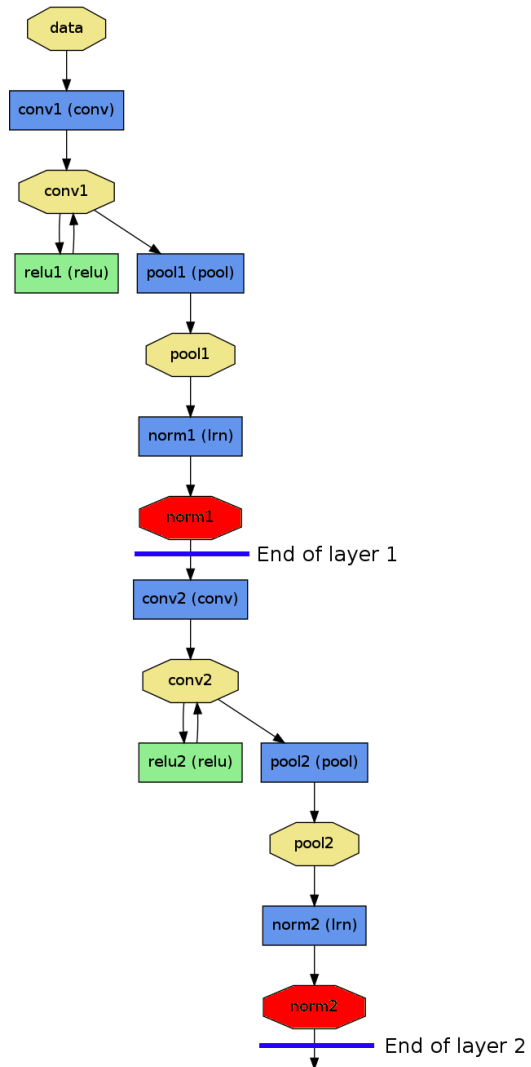 data
conv1 (conv)
conv1
relu1 (relu)
pool1 (pool)
pool1
norm1 (lrn)
norm1
End of layer 1
conv2 (conv)
conv2
relu2 (relu)
pool2 (pool)
pool2
norm2 (lrn)
norm2
End of layer 2